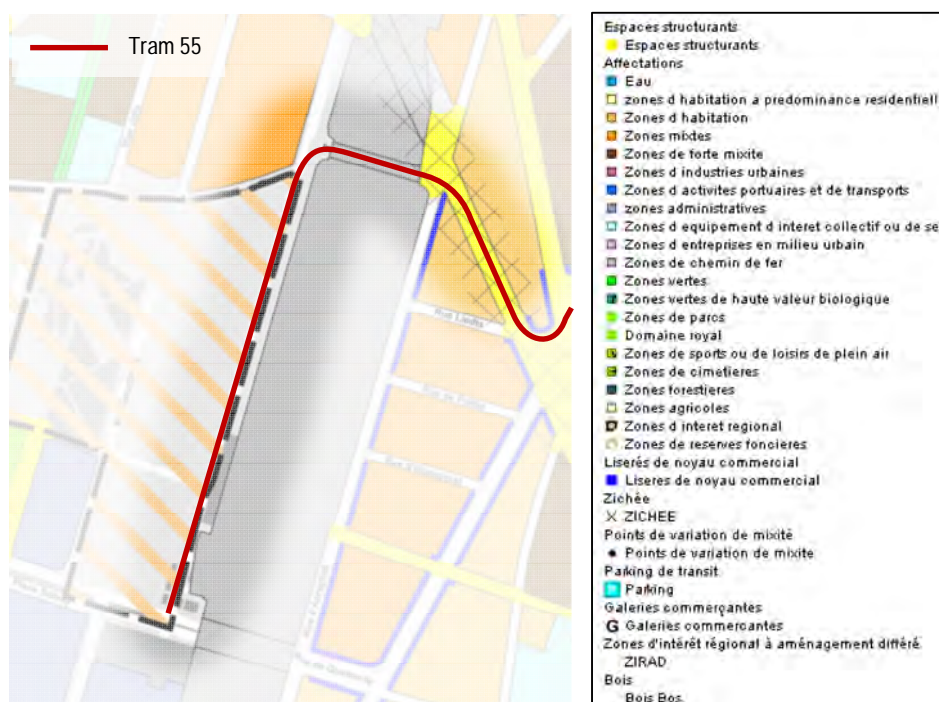 Tram 55
Rue Liedts
Rue de Quatrecht
Espaces structurants
Espaces structurants
Affectations
Eau
zones d habitation a predominance residentiell
Zones d habitation
Zones mixtes
Zones de forte mixite
Zones d industries urbaines
Zones d activites portuaires et de transports
zones administratives
Zones d equipement d interet collectif ou de se
Zones d entreprises en milieu urbain
Zones de chemin de fer
Zones vertes
Zones vertes de haute valeur biologique
Zones de parcs
Domaine royal
Zones de sports ou de loisirs de plein air
Zones de cimetieres
Zones forestieres
Zones agricoles
Zones d interet regional
Zones de reserves foncieres
Liserés de noyau commercial
Liseres de noyau commercial
Zichée
ZICHEE
Points de variation de mixité
Points de variation de mixite
Parking de transit
Parking
Galeries commerçantes
G Galeries commercantes
Zones d'intérêt régional à aménagement différé
ZIRAD
Bois
Bois Bos